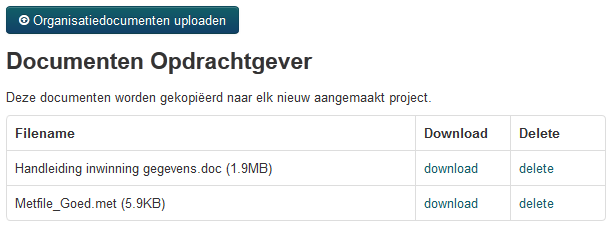 Organisatiedocumenten uploaden
Documenten Opdrachtgever
Deze documenten worden gekopiëerd naar elk nieuw aangemaakt project.
Filename Download Delete
Handleiding inwinning gegevens.doc (1.9MB) download delete
Metfile_Goed.met (5.9KB) download delete